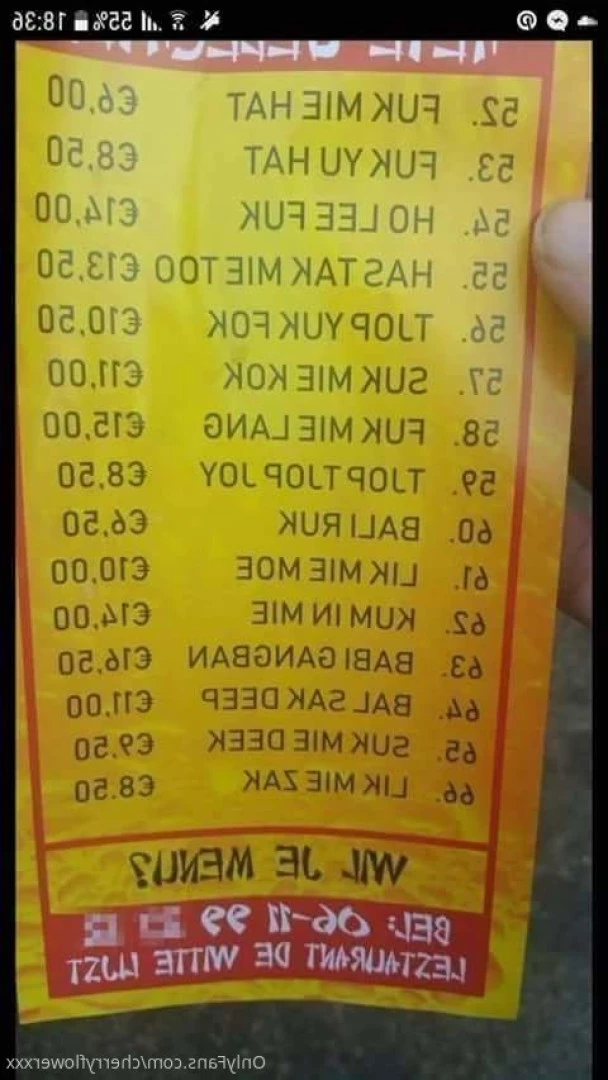 18:36 55%
52. FUK MIE HAT €6,00
53. FUK YU HAT €8,50
54. HO LEE FUK €14,00
55. HAS TAK MIE TOO €13,50
56. TJOP YUK FOK €10,50
57. SUK MIE KOK €11,00
58. FUK MIE LANG €15,00
59. TJOP TJOP JOY €8,50
60. BALI RUK €6,50
61. LIK MIE MOE €10,00
62. KUM IN MIE €14,00
63. BABI GANGBAN €16,50
64. BAL SAK DEEP €11,00
65. SUK MIE DEEK €9,50
66. LIK MIE ZAK €8,50
WIL JE MENU?
BEL: 06-11 99
LESTAURANT DE WITTE LIJST
OnlyFans.com/cherryflowerxxx